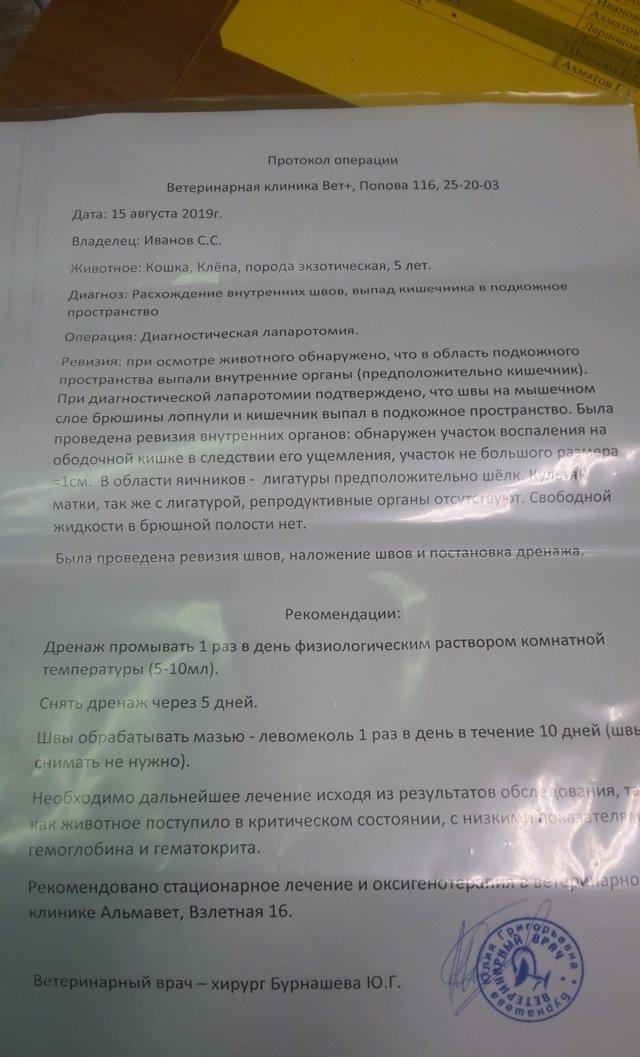 Ахматов
Ларионов
Ахматов Г.Г
Протокол операции
Ветеринарная клиника Вет+, Попова 116, 25-20-03
Дата: 15 августа 2019г.
Владелец: Иванов С.С.
Животное: Кошка, Клёпа, порода экзотическая, 5 лет.
Диагноз: Расхождение внутренних швов, выпад кишечника в подкожное
пространство
Операция: Диагностическая лапаротомия.
Ревизия: при осмотре животного обнаружено, что в область подкожного
пространства выпали внутренние органы (предположительно кишечник).
При диагностической лапаротомии подтверждено, что швы на мышечном
слое брюшины лопнули и кишечник выпал в подкожное пространство. Была
проведена ревизия внутренних органов: обнаружен участок воспаления на
ободочной кишке в следствии его ущемления, участок не большого размера
=1см. В области яичников - лигатуры предположительно шёлк. Культя
матки, так же с лигатурой, репродуктивные органы отсутствуют. Свободной
жидкости в брюшной полости нет.
Была проведена ревизия швов, наложение швов и постановка дренажа.
Рекомендации:
Дренаж промывать 1 раз в день физиологическим раствором комнатной
температуры (5-10мл).
Снять дренаж через 5 дней.
Швы обрабатывать мазью - левомеколь 1 раз в день в течение 10 дней (швы
снимать не нужно).
Необходимо дальнейшее лечение исходя из результатов обследования, та
как животное поступило в критическом состоянии, с низкими показателям
гемоглобина и гематокрита.
Рекомендовано стационарное лечение и оксигенотерапия в ветеринарно
клинике Альмавет, Взлетная 16.
Ветеринарный врач – хирург Бурнашева Ю.Г.
Бурнашева Юлия Григорьевна
ВЕТЕРИНАРНЫЙ ВРАЧ